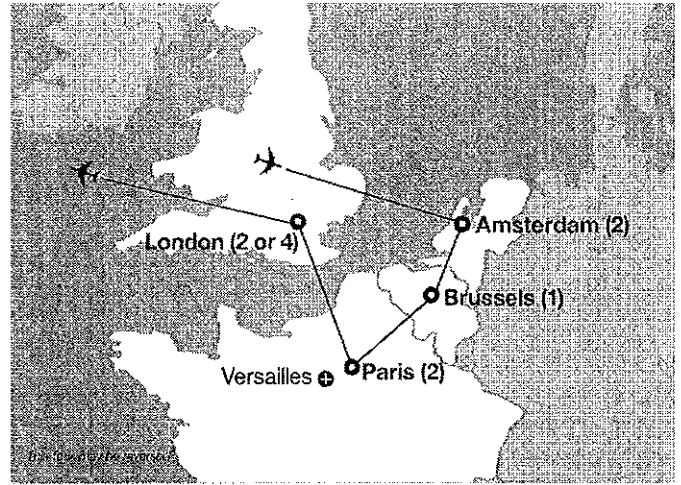 London (2 or 4)
Amsterdam (2)
Brussels (1)
Versailles
Paris (2)